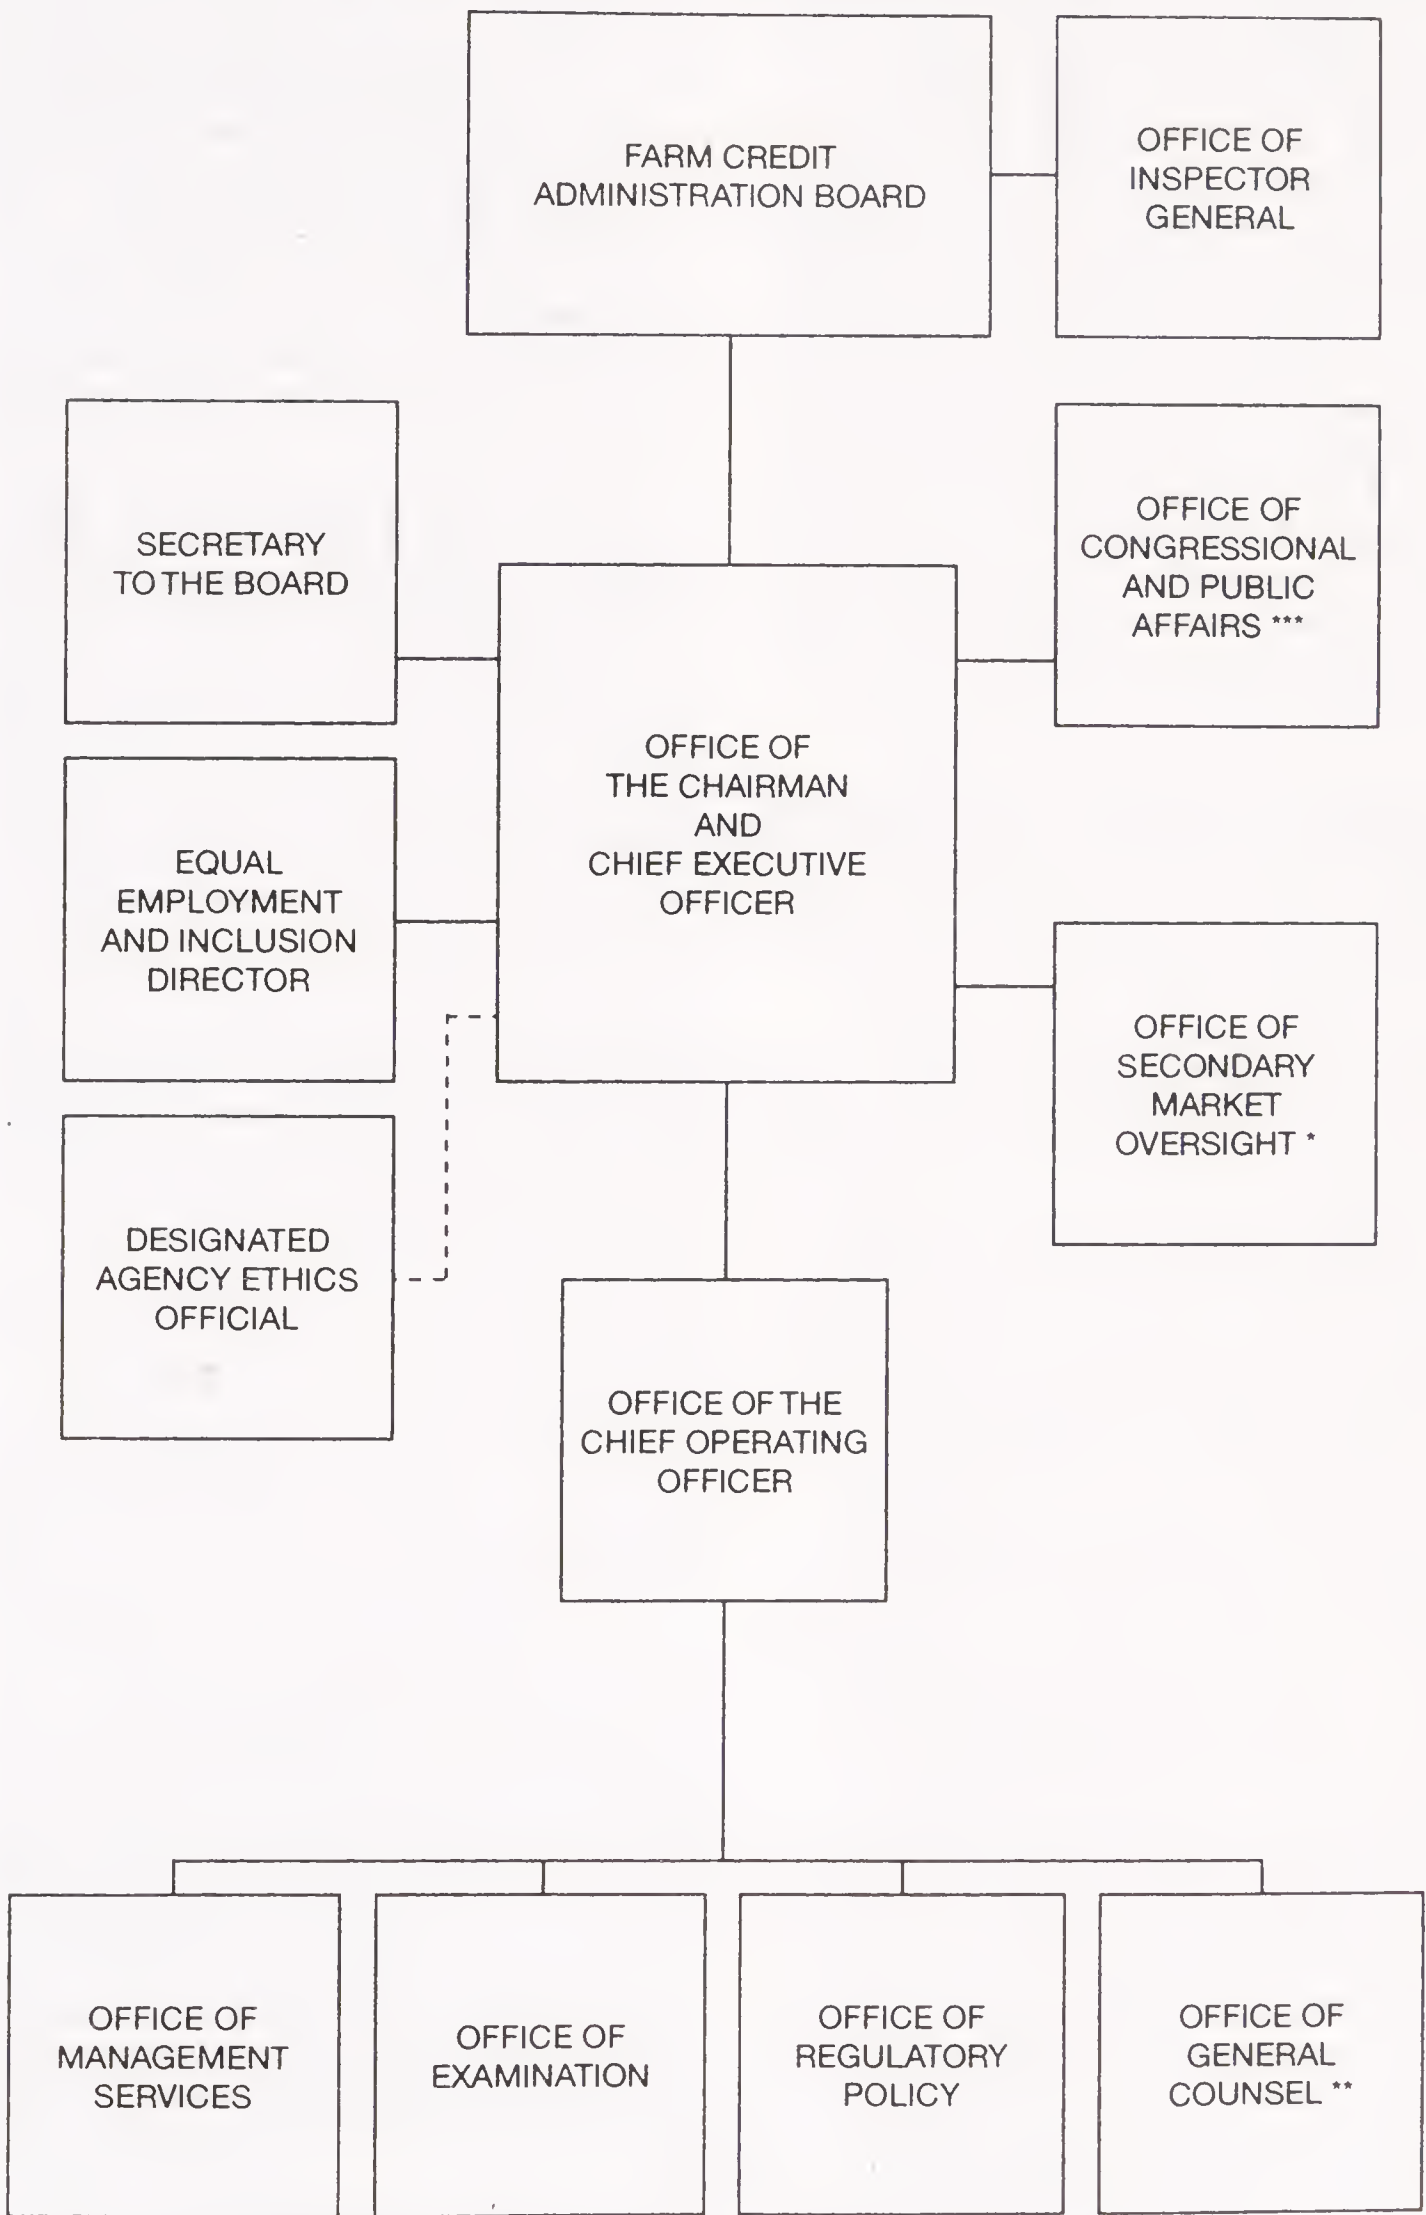 FARM CREDIT
ADMINISTRATION BOARD
OFFICE OF
INSPECTOR
GENERAL
SECRETARY
TO THE BOARD
OFFICE OF
CONGRESSIONAL
AND PUBLIC
AFFAIRS ***
OFFICE OF
THE CHAIRMAN
AND
CHIEF EXECUTIVE
OFFICER
EQUAL
EMPLOYMENT
AND INCLUSION
DIRECTOR
OFFICE OF
SECONDARY
MARKET
OVERSIGHT *
DESIGNATED
AGENCY ETHICS
OFFICIAL
OFFICE OF THE
CHIEF OPERATING
OFFICER
OFFICE OF
MANAGEMENT
SERVICES
OFFICE OF
EXAMINATION
OFFICE OF
REGULATORY
POLICY
OFFICE OF
GENERAL
COUNSEL **